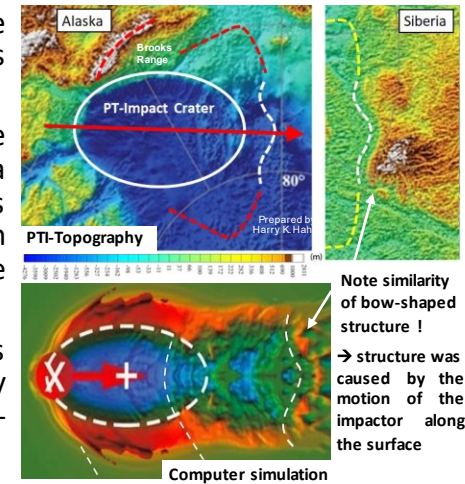 e
s
e
a
s
n
e
s
y
-
Alaska
Siberia
Brooks
Range
PT-Impact Crater
80°
Prepared by
Harry K. Hah
PTI-Topography
(m)
Note similarity
of bow-shaped
structure !
→ structure was
caused by the
motion of the
impactor along
the surface
Computer simulation